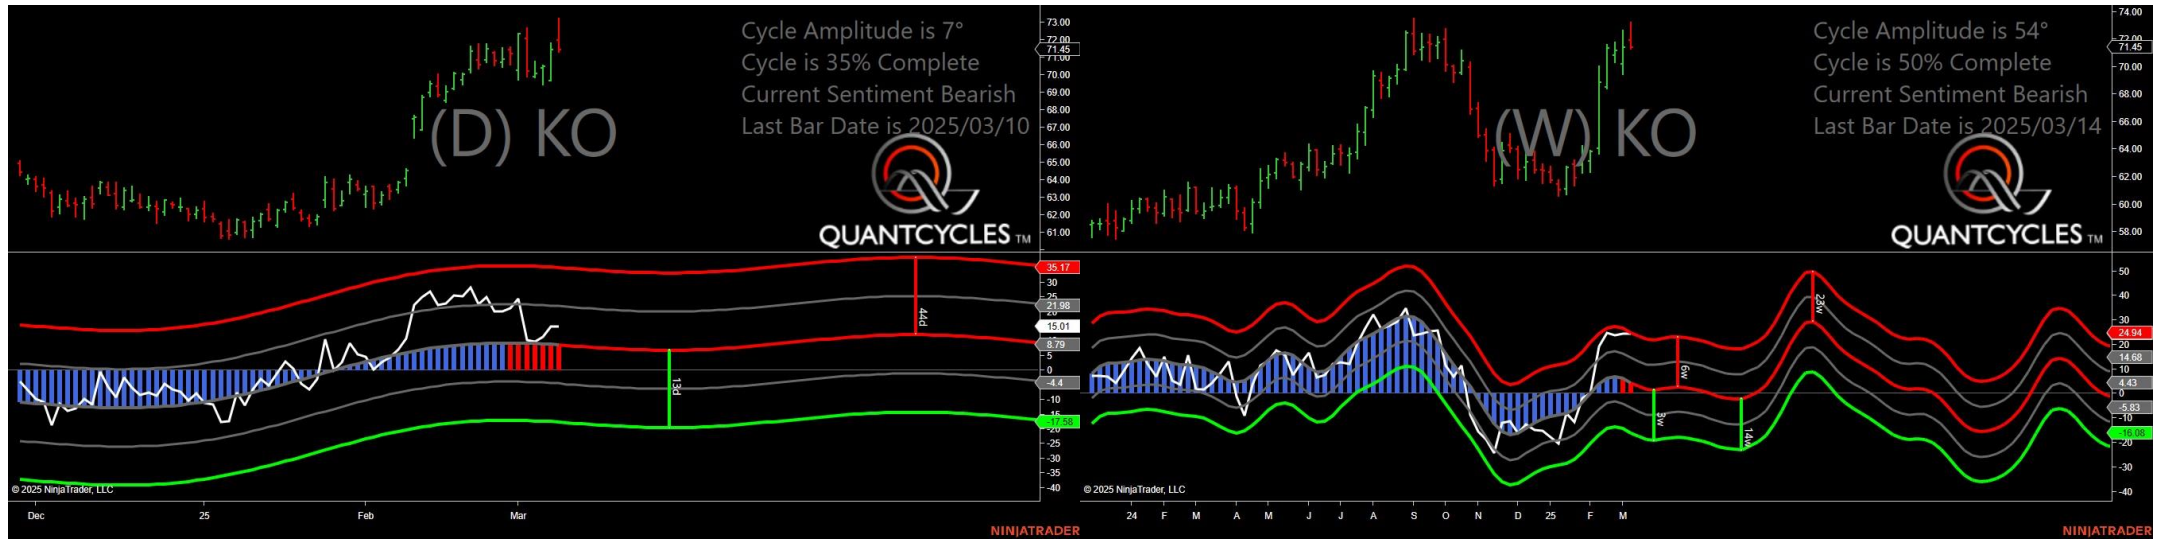 Cycle Amplitude is 7°
Cycle is 35% Complete
Current Sentiment Bearish
Last Bar Date is 2025/03/10
(D) KO
QUANTCYCLES TM
73.00
72.00
71.45
70.00
69.00
68.00
67.00
66.00
65.00
64.00
63.00
62.00
61.00
35.17
30
25
21.98
20
15.01
8.79
5
0
-4.4
-10
-15
-17.58
-20
-25
-30
-35
-40
44d
13d
© 2025 NinjaTrader, LLC
Dec 25 Feb Mar
NINJATRADER
Cycle Amplitude is 54°
Cycle is 50% Complete
Current Sentiment Bearish
Last Bar Date is 2025/03/14
(W) KO
QUANTCYCLES TM
74.00
71.45
70.00
68.00
66.00
64.00
62.00
60.00
58.00
50
40
30
24.94
20
14.68
4.43
0
-5.83
-10
-16.08
-20
-30
-40
23w
6w
3w
14w
© 2025 NinjaTrader, LLC
24 F M A M J J A S O N D 25 F M
NINJATRADER